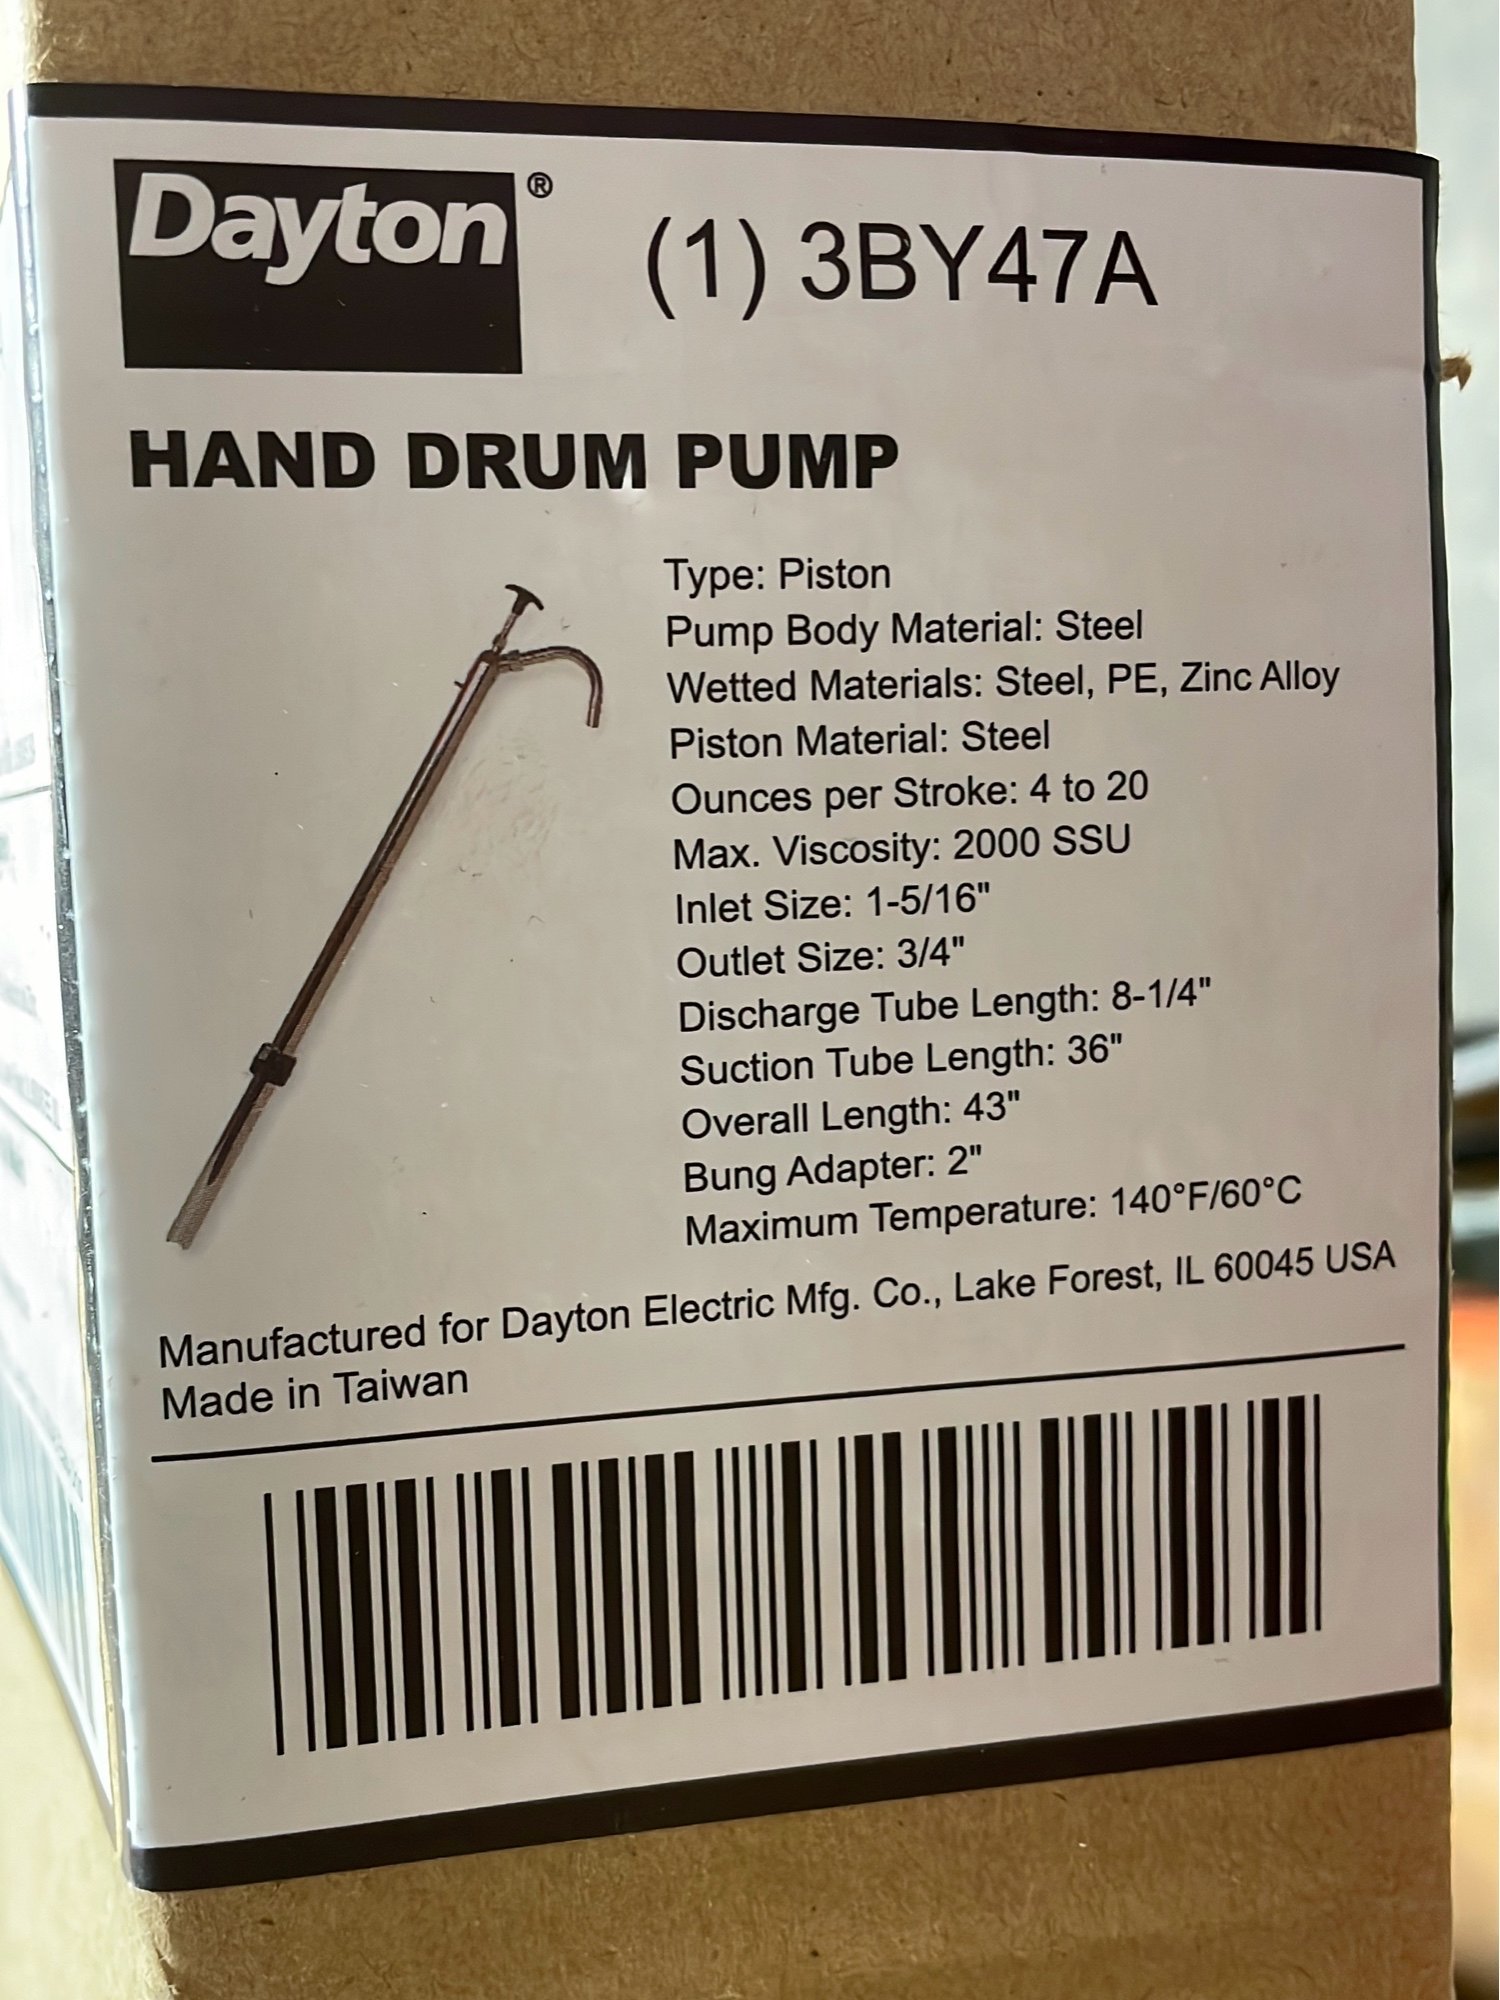 Dayton®
(1) 3BY47A
HAND DRUM PUMP
Type: Piston
Pump Body Material: Steel
Wetted Materials: Steel, PE, Zinc Alloy
Piston Material: Steel
Ounces per Stroke: 4 to 20
Max. Viscosity: 2000 SSU
Inlet Size: 1-5/16"
Outlet Size: 3/4"
Discharge Tube Length: 8-1/4"
Suction Tube Length: 36"
Overall Length: 43"
Bung Adapter: 2"
Maximum Temperature: 140°F/60°C
Manufactured for Dayton Electric Mfg. Co., Lake Forest, IL 60045 USA
Made in Taiwan